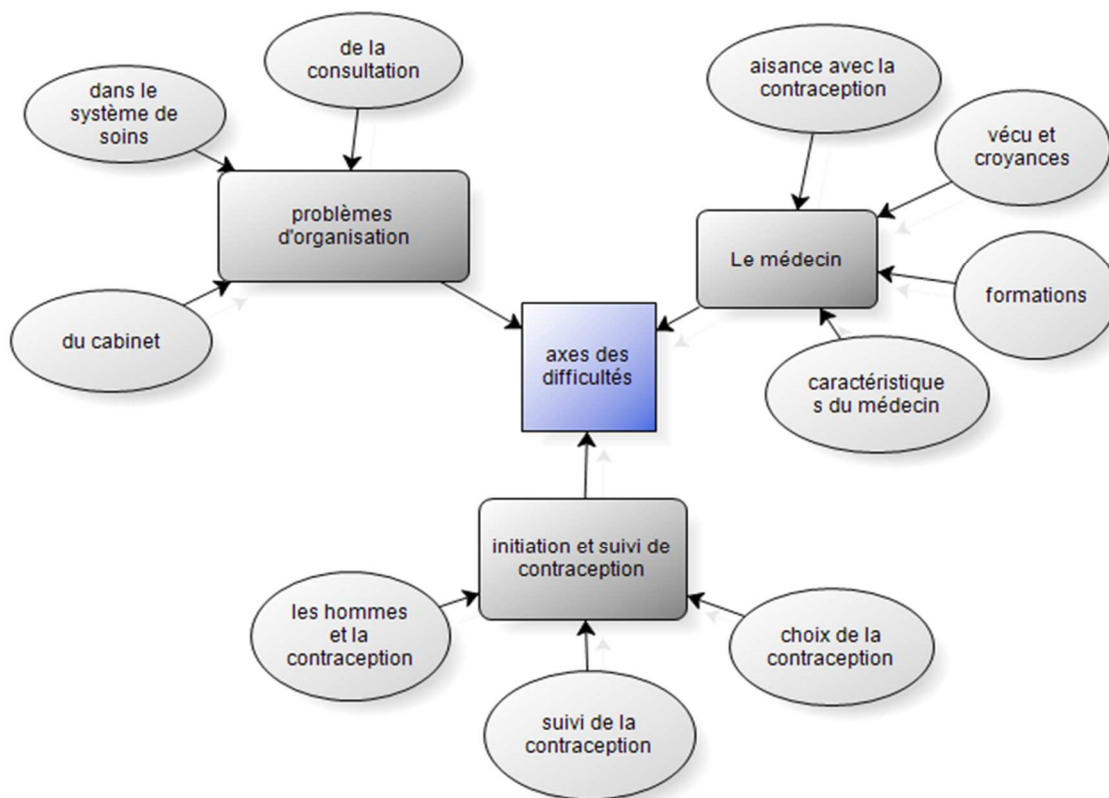 de la
consultation
dans le
système de
soins
problèmes
d'organisation
du cabinet
aisance avec la
contraception
vécu et
croyances
Le médecin
formations
caractéristique
s du médecin
axes des
difficultés
initiation et suivi de
contraception
les hommes
et la
contraception
suivi de la
contraception
choix de la
contraception